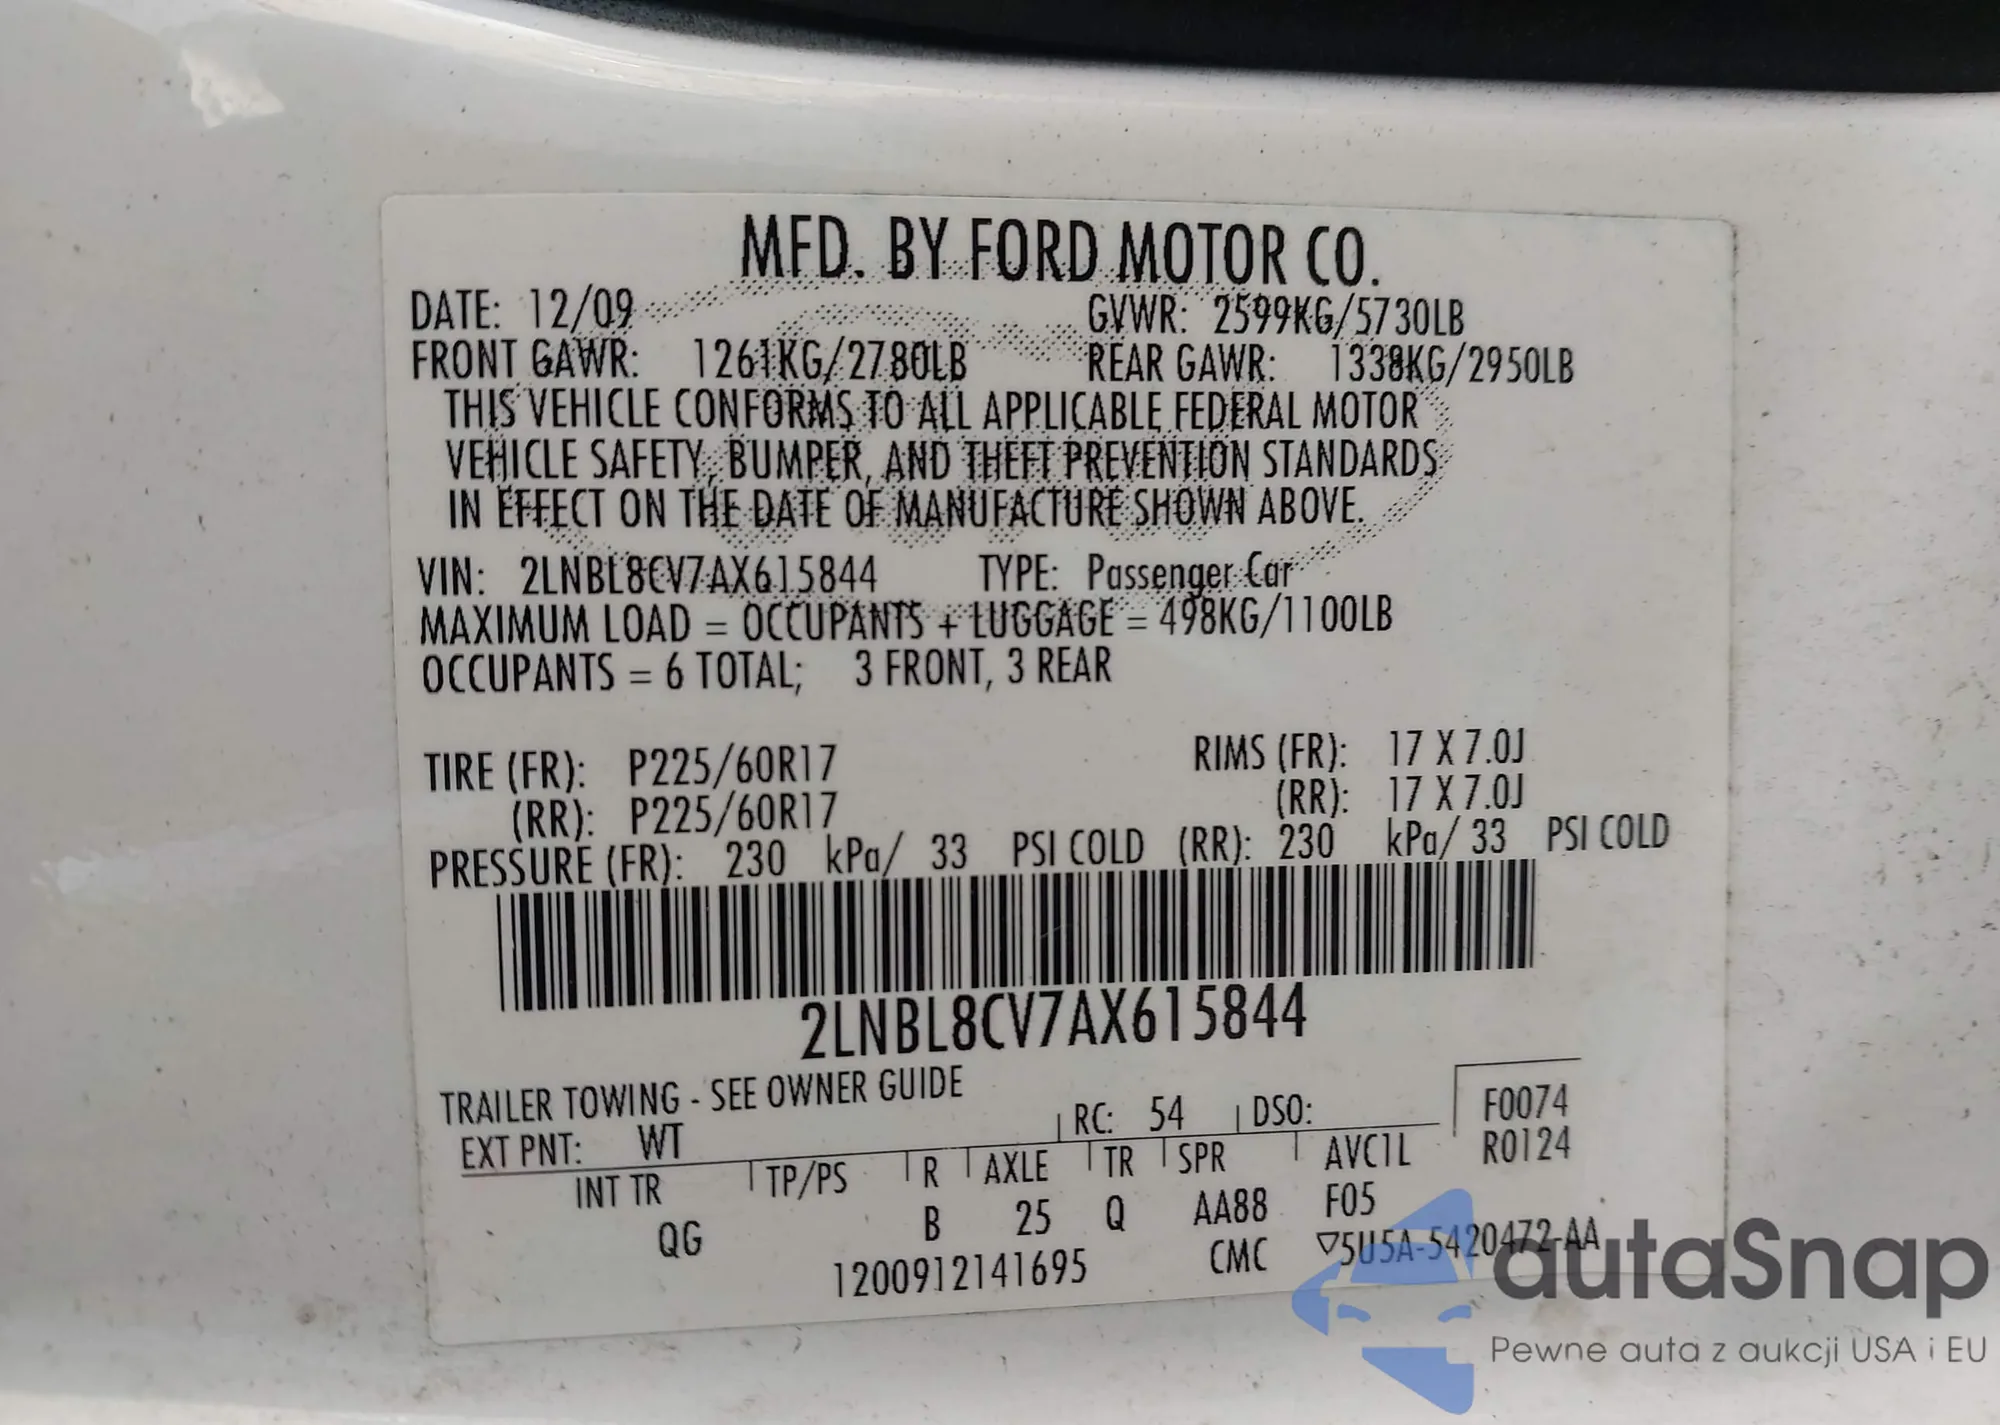 MFD. BY FORD MOTOR CO.
DATE: 12/09 GVWR: 2599KG/5730LB
FRONT GAWR: 1261KG/2780LB REAR GAWR: 1338KG/2950LB
THIS VEHICLE CONFORMS TO ALL APPLICABLE FEDERAL MOTOR
VEHICLE SAFETY, BUMPER, AND THEFT PREVENTION STANDARDS
IN EFFECT ON THE DATE OF MANUFACTURE SHOWN ABOVE.
VIN: 2LNBL8CV7AX615844 TYPE: Passenger Car
MAXIMUM LOAD = OCCUPANTS + LUGGAGE = 498KG/1100LB
OCCUPANTS = 6 TOTAL; 3 FRONT, 3 REAR
TIRE (FR): P225/60R17 RIMS (FR): 17 X 7.0J
(RR): P225/60R17 (RR): 17 X 7.0J
PRESSURE (FR): 230 kPa/ 33 PSI COLD (RR): 230 kPa/ 33 PSI COLD
2LNBL8CV7AX615844
TRAILER TOWING - SEE OWNER GUIDE
EXT PNT: WT RC: 54 DSO: F0074
R0124
INT TR TP/PS R AXLE TR SPR AVC1L
QG B 25 Q AA88 F05
1200912141695 CMC ▽5U5A-5420472-AA
autaSnap
Pewne auta z aukcji USA i EU